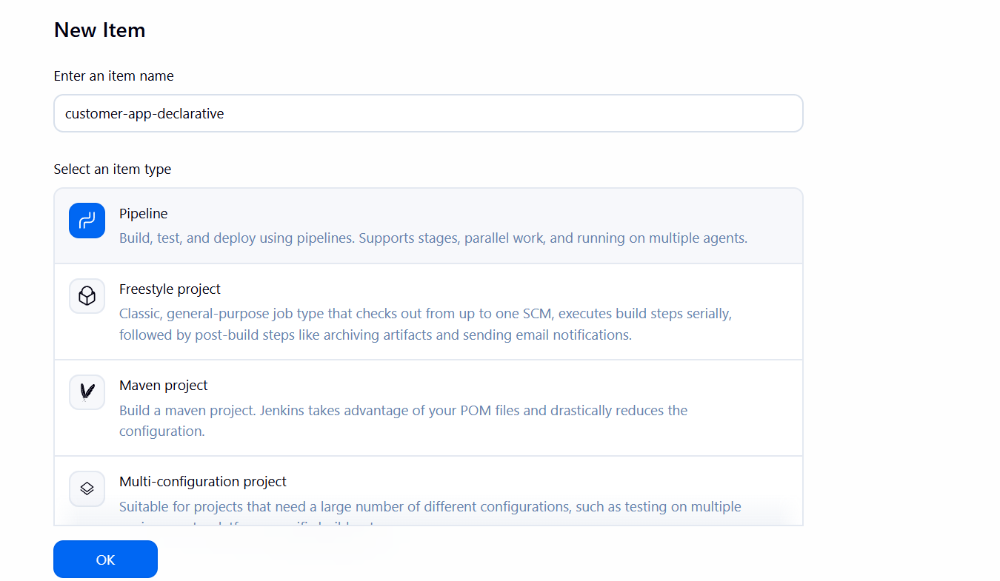 New Item
Enter an item name
customer-app-declarative
Select an item type
Pipeline
Build, test, and deploy using pipelines. Supports stages, parallel work, and running on multiple agents.
Freestyle project
Classic, general-purpose job type that checks out from up to one SCM, executes build steps serially,
followed by post-build steps like archiving artifacts and sending email notifications.
Maven project
Build a maven project. Jenkins takes advantage of your POM files and drastically reduces the
configuration.
Multi-configuration project
Suitable for projects that need a large number of different configurations, such as testing on multiple
OK